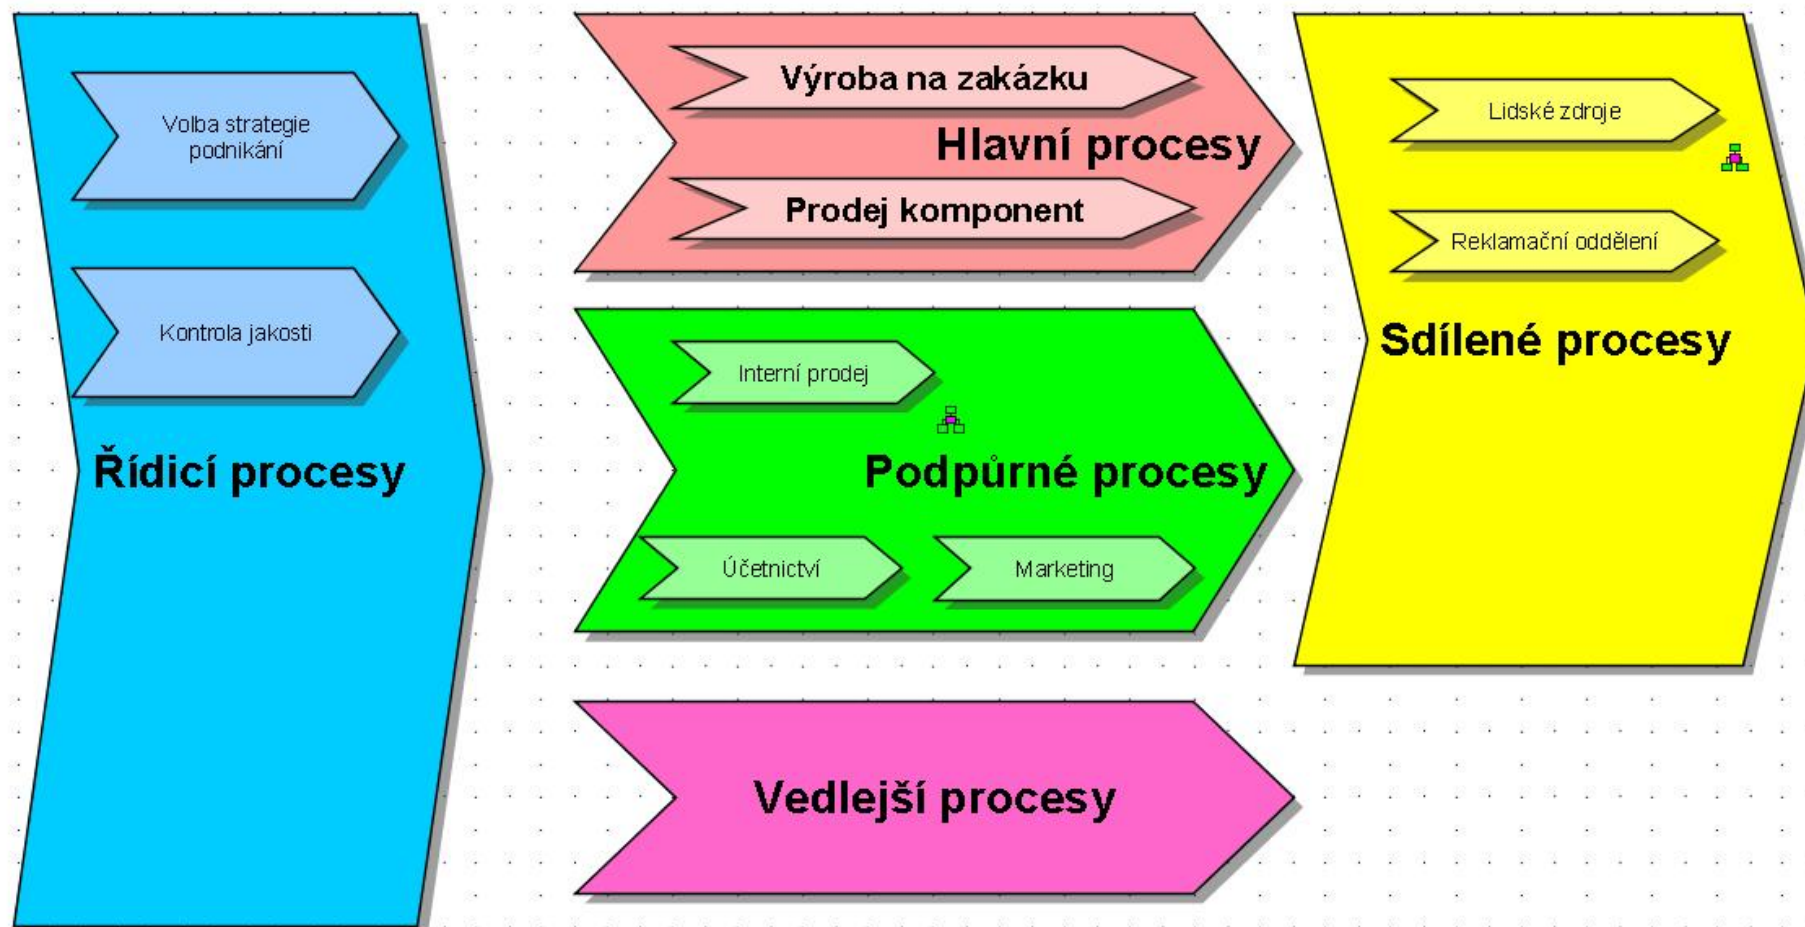 Volba strategie
podnikání
Kontrola jakosti
Řídicí procesy
Výroba na zakázku
Hlavní procesy
Prodej komponent
Interní prodej
Podpůrné procesy
Účetnictví
Marketing
Vedlejší procesy
Lidské zdroje
Reklamační oddělení
Sdílené procesy